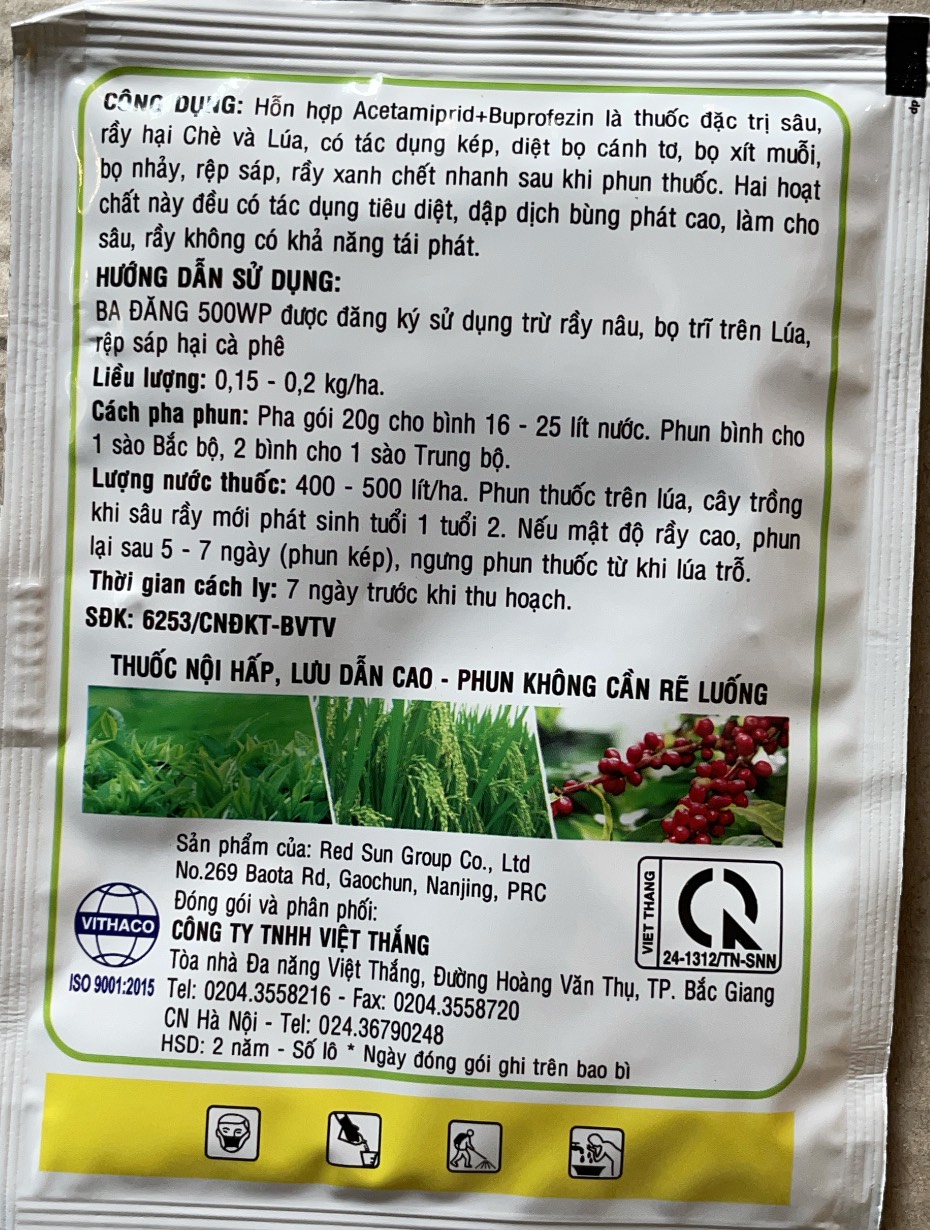 CÔNG DỤNG: Hỗn hợp Acetamiprid+Buprofezin là thuốc đặc trị sâu,
rầy hại Chè và Lúa, có tác dụng kép, diệt bọ cánh tơ, bọ xít muỗi,
bọ nhảy, rệp sáp, rầy xanh chết nhanh sau khi phun thuốc. Hai hoạt
chất này đều có tác dụng tiêu diệt, dập dịch bùng phát cao, làm cho
sâu, rầy không có khả năng tái phát.
HƯỚNG DẪN SỬ DỤNG:
BA ĐĂNG 500WP được đăng ký sử dụng trừ rầy nâu, bọ trĩ trên Lúa,
rệp sáp hại cà phê
Liều lượng: 0,15 - 0,2 kg/ha.
Cách pha phun: Pha gói 20g cho bình 16 - 25 lít nước. Phun bình cho
1 sào Bắc bộ, 2 bình cho 1 sào Trung bộ.
Lượng nước thuốc: 400 - 500 lít/ha. Phun thuốc trên lúa, cây trồng
khi sâu rầy mới phát sinh tuổi 1 tuổi 2. Nếu mật độ rầy cao, phun
lại sau 5 - 7 ngày (phun kép), ngưng phun thuốc từ khi lúa trỗ.
Thời gian cách ly: 7 ngày trước khi thu hoạch.
SĐK: 6253/CNĐKT-BVTV
THUỐC NỘI HẤP, LƯU DẪN CAO - PHUN KHÔNG CẦN RẼ LUỐNG
Sản phẩm của: Red Sun Group Co., Ltd
No.269 Baota Rd, Gaochun, Nanjing, PRC
Đóng gói và phân phối:
CÔNG TY TNHH VIỆT THẮNG
Tòa nhà Đa năng Việt Thắng, Đường Hoàng Văn Thụ, TP. Bắc Giang
Tel: 0204.3558216 - Fax: 0204.3558720
CN Hà Nội - Tel: 024.36790248
HSD: 2 năm - Số lô * Ngày đóng gói ghi trên bao bì
VITHACO
ISO 9001:2015
VIET THANG
24-1312/TN-SNN